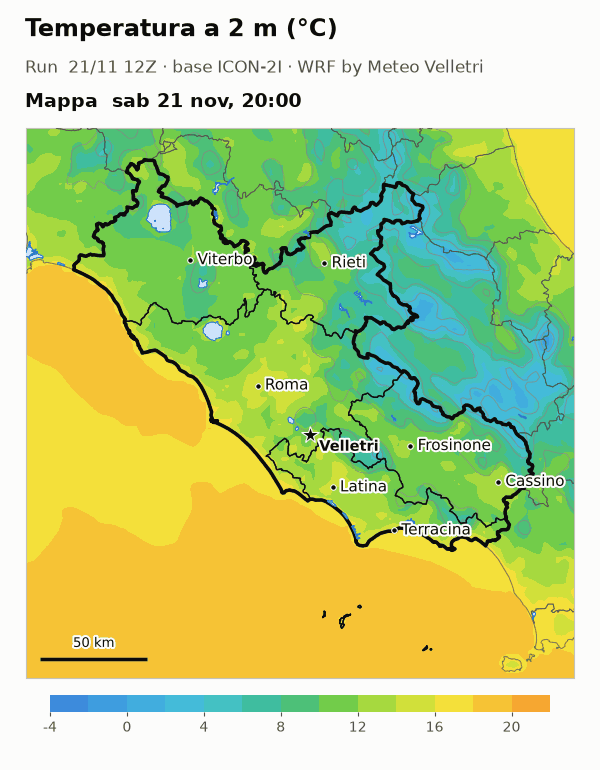 Temperatura a 2 m (°C)
Run  21/11 12Z · base ICON-2I · WRF by Meteo Velletri
Mappa  sab 21 nov, 20:00
Viterbo
Rieti
Roma
Velletri
Frosinone
Cassino
Latina
Terracina
50 km
-4 0 4 8 12 16 20